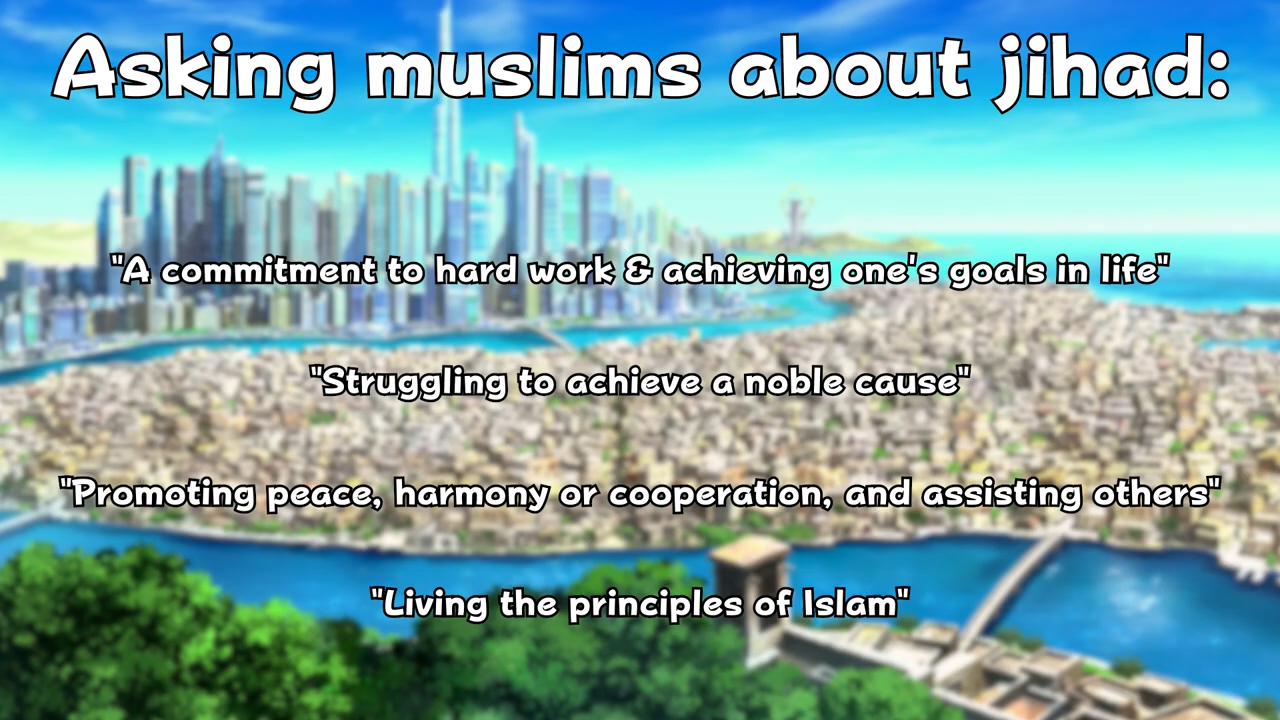 Asking muslims about jihad:
"A commitment to hard work & achieving one's goals in life"
"Struggling to achieve a noble cause"
"Promoting peace, harmony or cooperation, and assisting others"
"Living the principles of Islam"